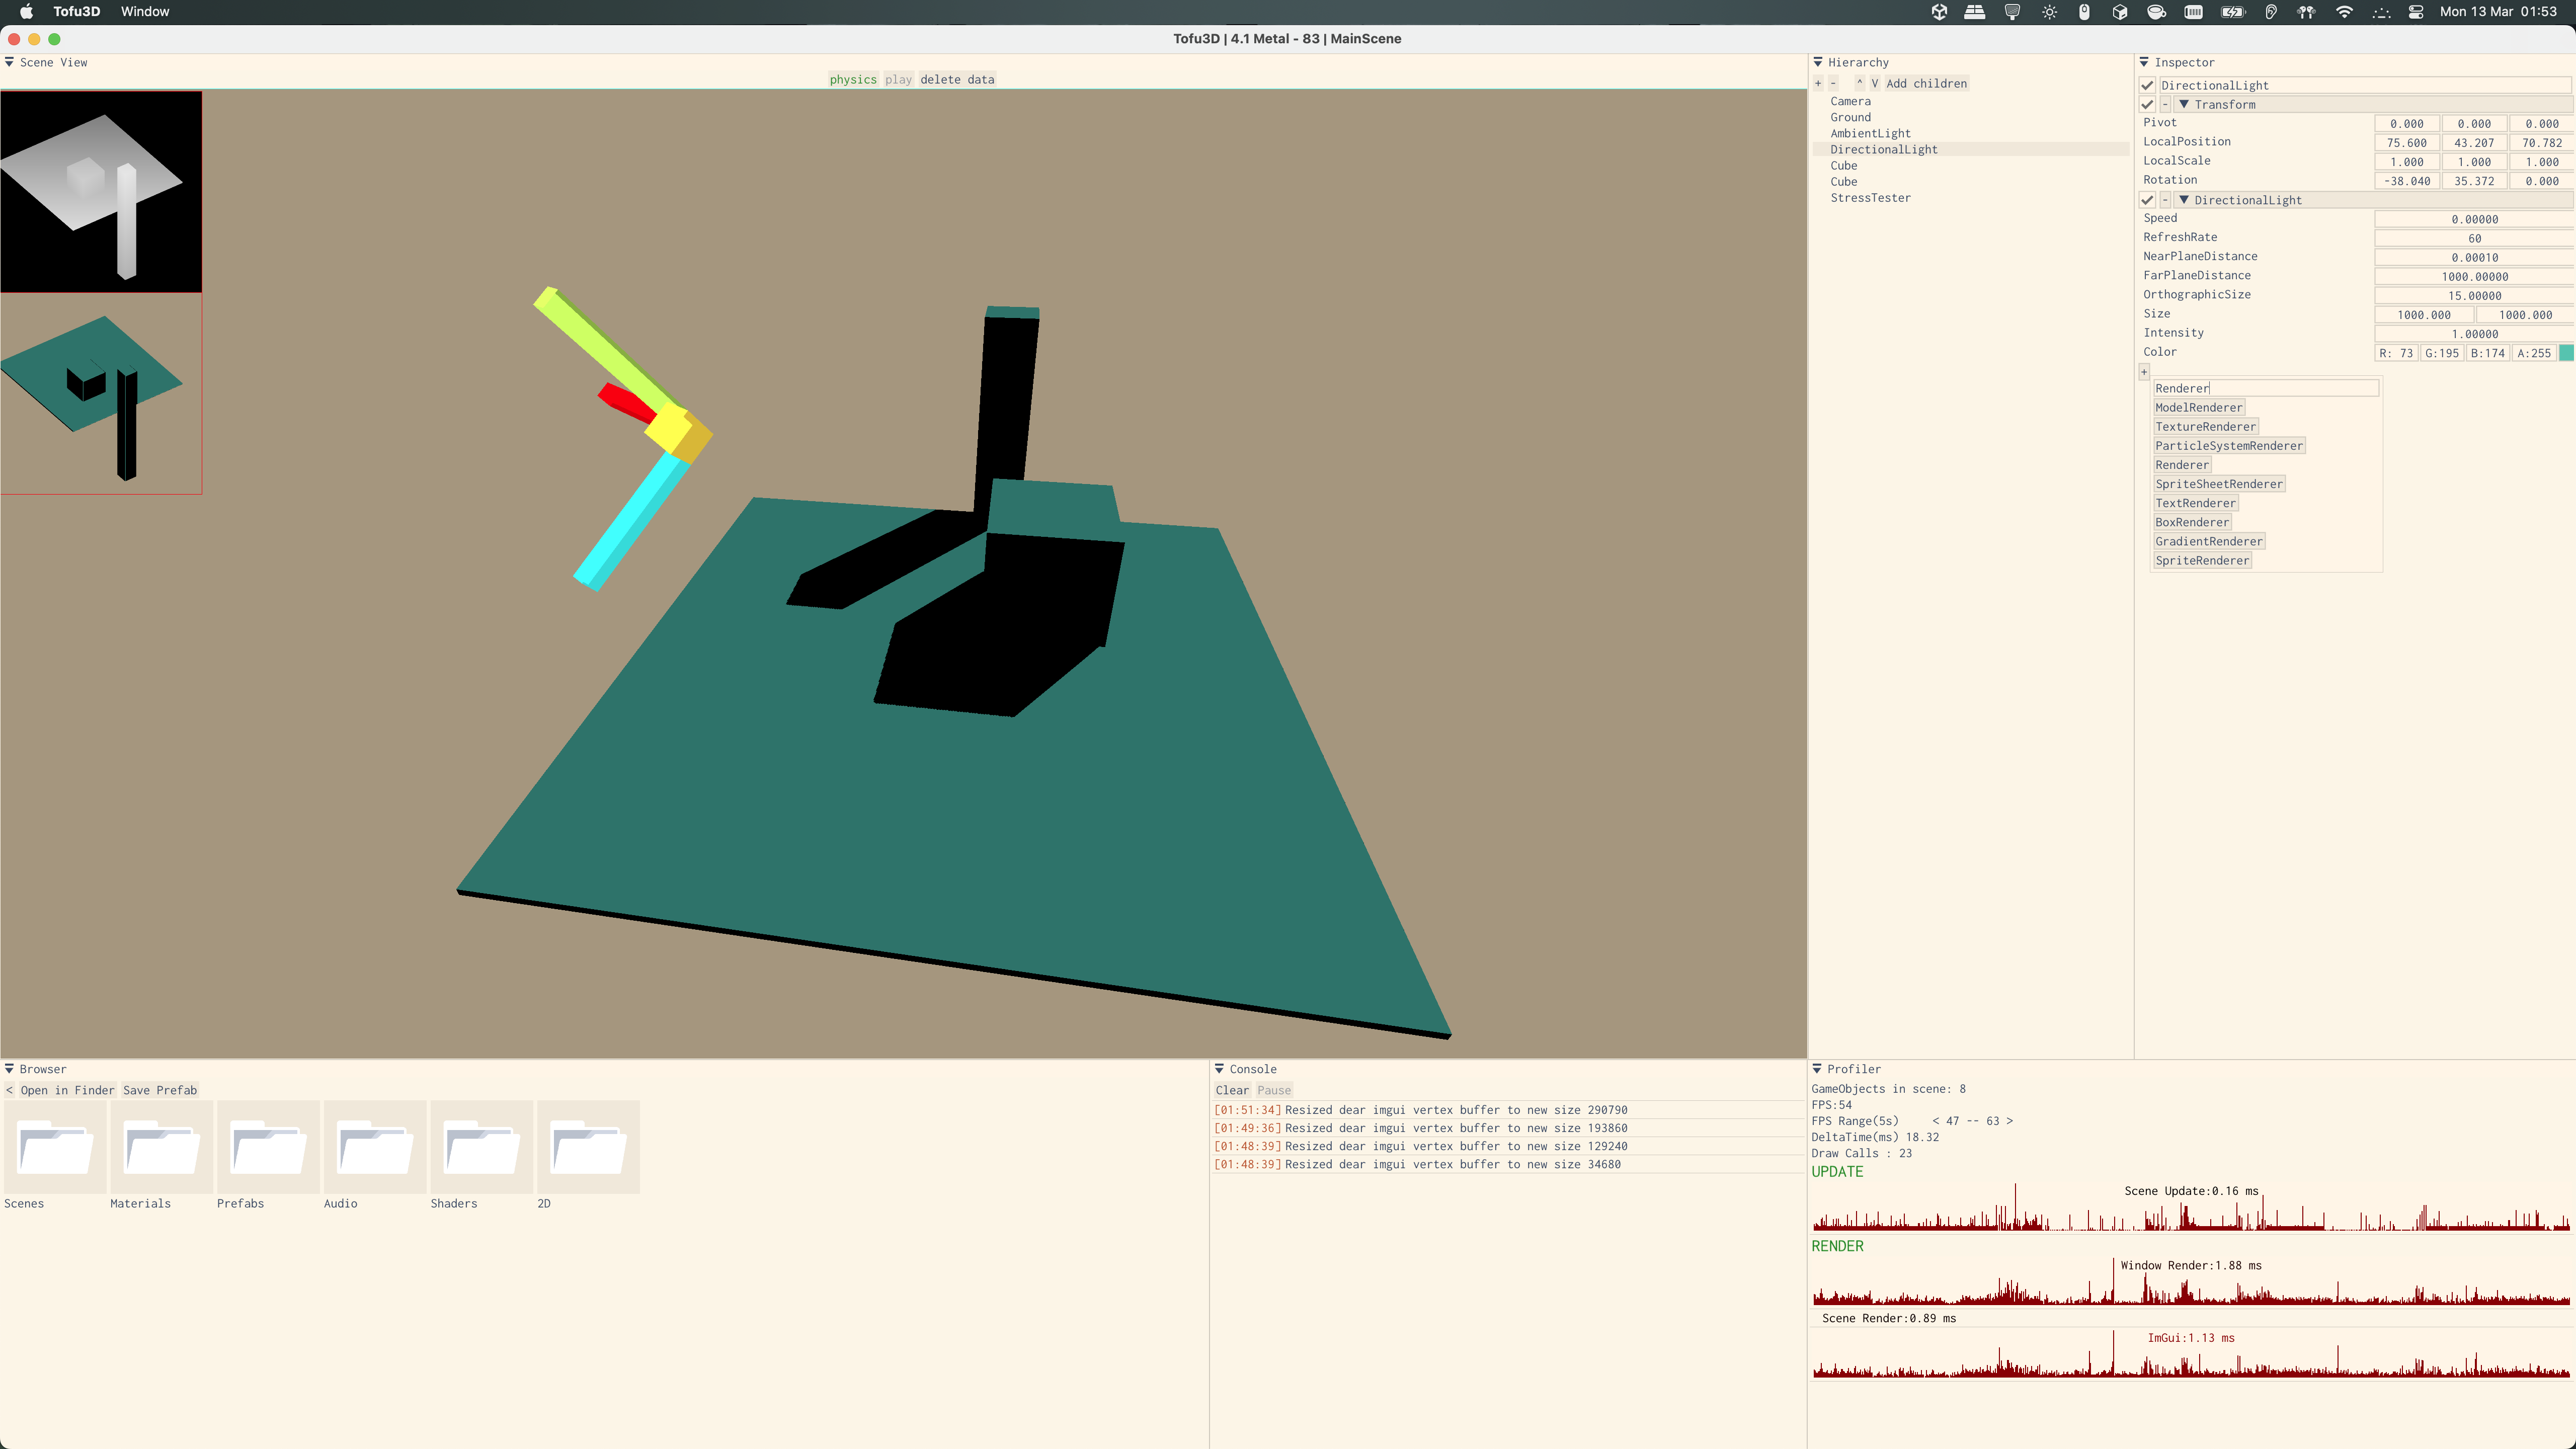 Tofu3D Window Mon 13 Mar 01:53
Tofu3D | 4.1 Metal - 83 | MainScene
Scene View
physics play delete data
Hierarchy
+ - ^ V Add children
Camera
Ground
AmbientLight
DirectionalLight
Cube
Cube
StressTester
Inspector
DirectionalLight
- Transform
Pivot 0.000 0.000 0.000
LocalPosition 75.600 43.207 70.782
LocalScale 1.000 1.000 1.000
Rotation -38.040 35.372 0.000
- DirectionalLight
Speed 0.00000
RefreshRate 60
NearPlaneDistance 0.00010
FarPlaneDistance 1000.00000
OrthographicSize 15.00000
Size 1000.000 1000.000
Intensity 1.00000
Color R: 73 G:195 B:174 A:255
+
Renderer
ModelRenderer
TextureRenderer
ParticleSystemRenderer
Renderer
SpriteSheetRenderer
TextRenderer
BoxRenderer
GradientRenderer
SpriteRenderer
Browser
< Open in Finder Save Prefab
Scenes Materials Prefabs Audio Shaders 2D
Console
Clear Pause
[01:51:34] Resized dear imgui vertex buffer to new size 290790
[01:49:36] Resized dear imgui vertex buffer to new size 193860
[01:48:39] Resized dear imgui vertex buffer to new size 129240
[01:48:39] Resized dear imgui vertex buffer to new size 34680
Profiler
GameObjects in scene: 8
FPS:54
FPS Range(5s) < 47 -- 63 >
DeltaTime(ms) 18.32
Draw Calls : 23
UPDATE
Scene Update:0.16 ms
RENDER
Window Render:1.88 ms
Scene Render:0.89 ms
ImGui:1.13 ms